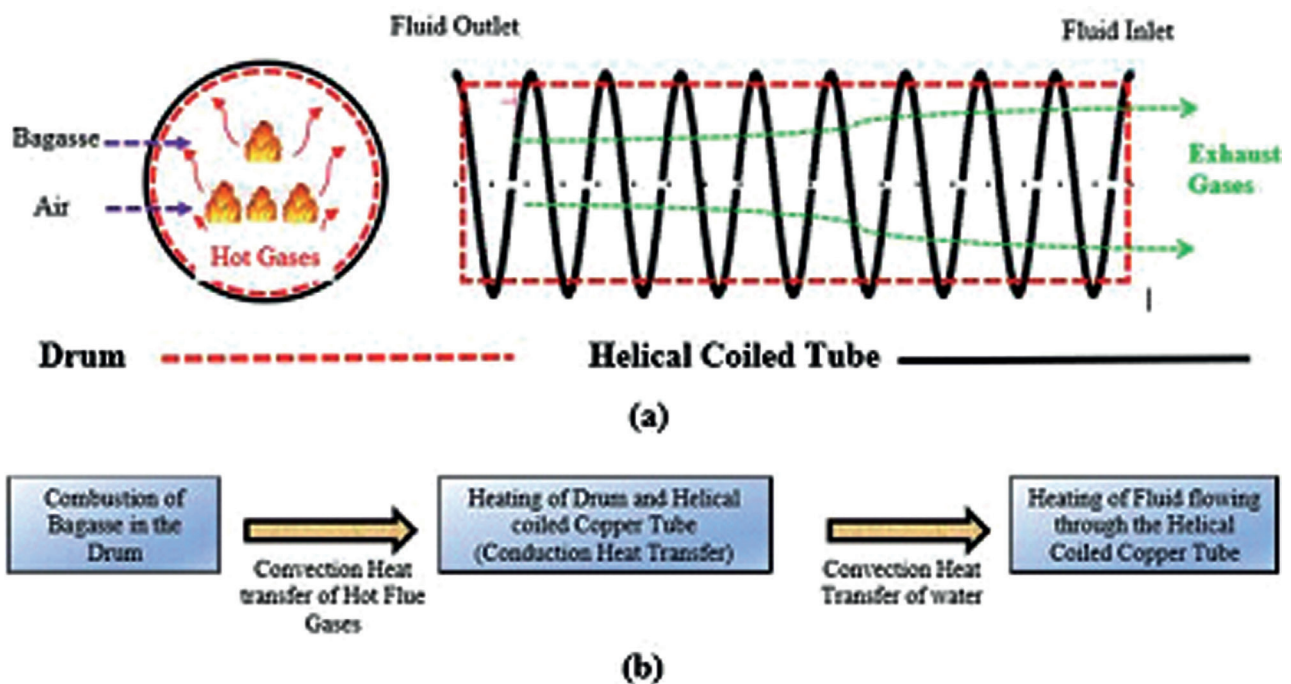 Fluid Outlet
Fluid Inlet
Bagasse
Air
Hot Gases
Exhaust
Gases
Drum
Helical Coiled Tube
(a)
Combustion of
Bagasse in the
Drum
Convection Heat
transfer of Hot Flue
Gases
Heating of Drum and Helical
coiled Copper Tube
(Conduction Heat Transfer)
Convection Heat
Transfer of water
Heating of Fluid flowing
through the Helical
Coiled Copper Tube
(b)